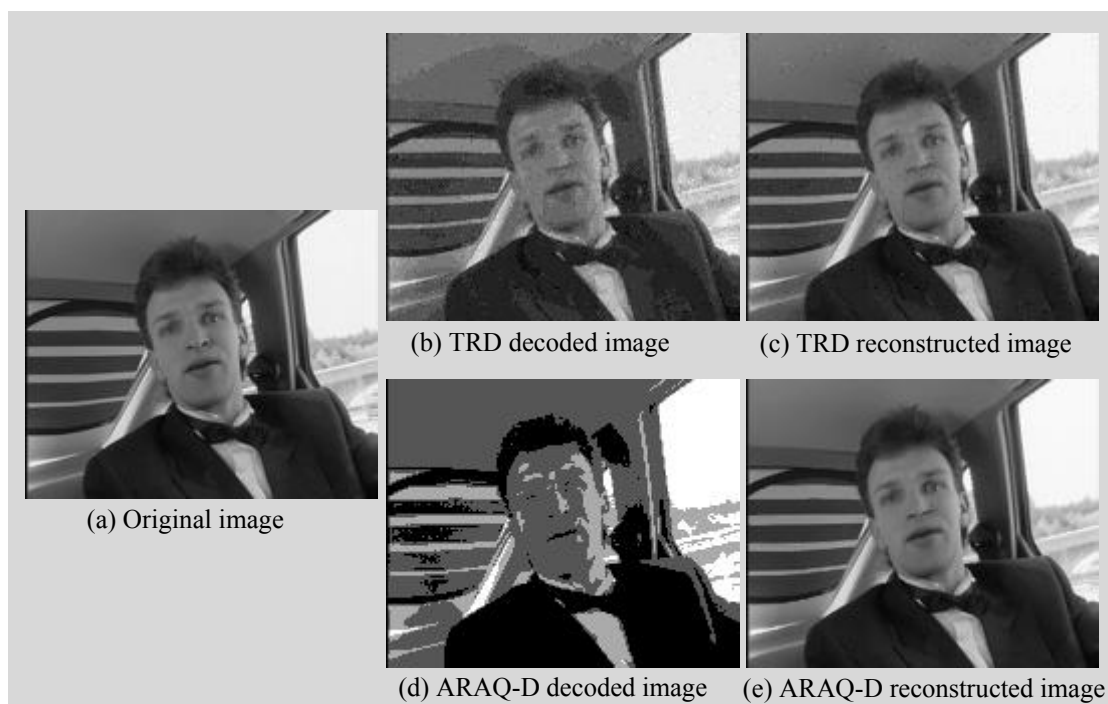 (b) TRD decoded image
(c) TRD reconstructed image
(a) Original image
(d) ARAQ-D decoded image
(e) ARAQ-D reconstructed image